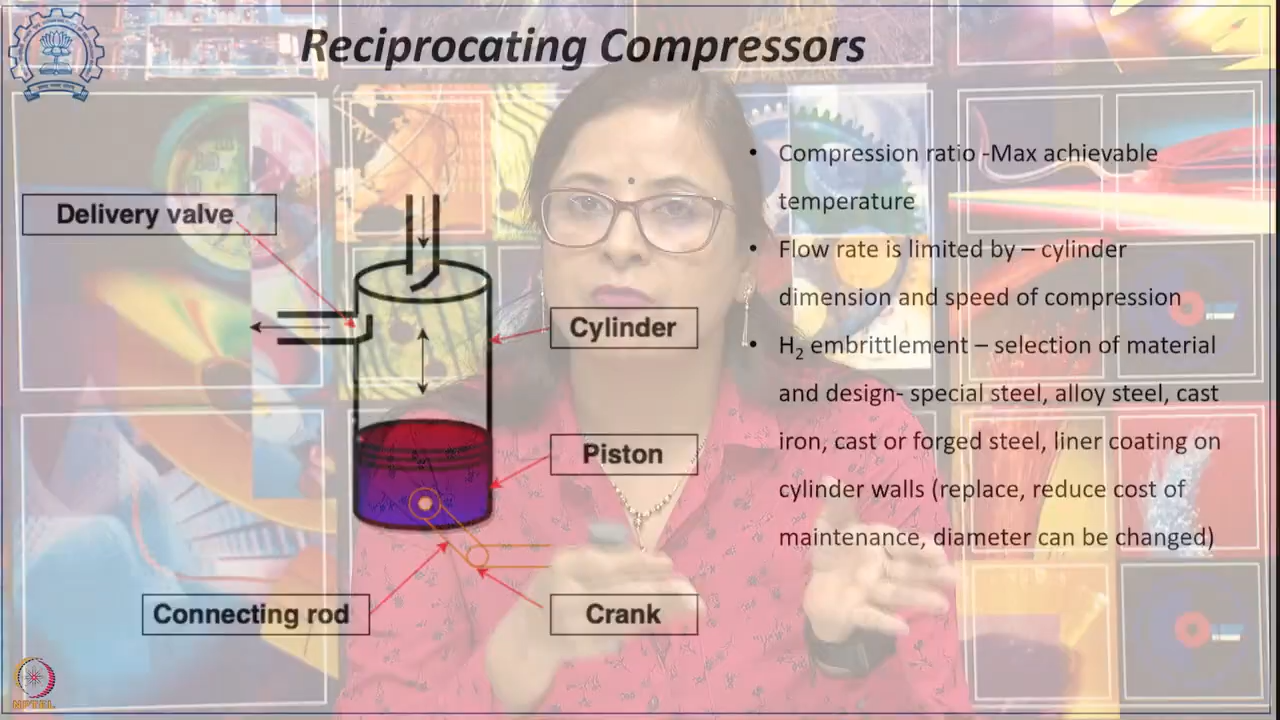 Reciprocating Compressors
Delivery valve
Cylinder
Piston
Connecting rod
Crank
• Compression ratio -Max achievable
temperature
• Flow rate is limited by – cylinder
dimension and speed of compression
• H₂ embrittlement – selection of material
and design- special steel, alloy steel, cast
iron, cast or forged steel, liner coating on
cylinder walls (replace, reduce cost of
maintenance, diameter can be changed)
NPTEL